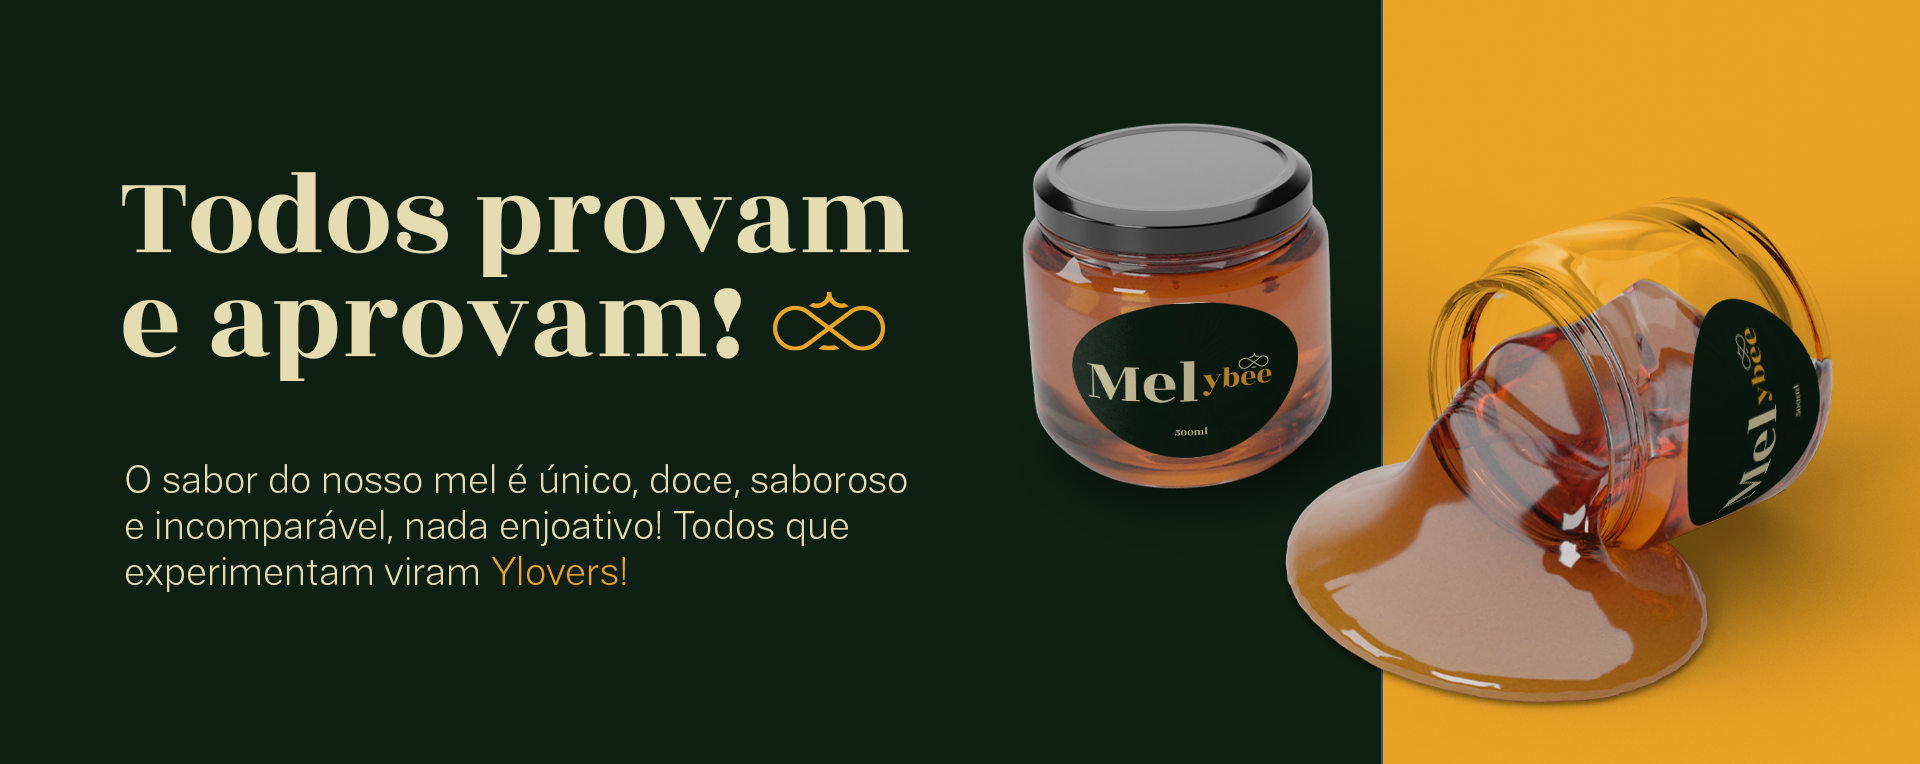 Todos provam
e aprovam!
O sabor do nosso mel é único, doce, saboroso
e incomparável, nada enjoativo! Todos que
experimentam viram Ylovers!
Mel ybee
500ml
Mel ybee
500ml